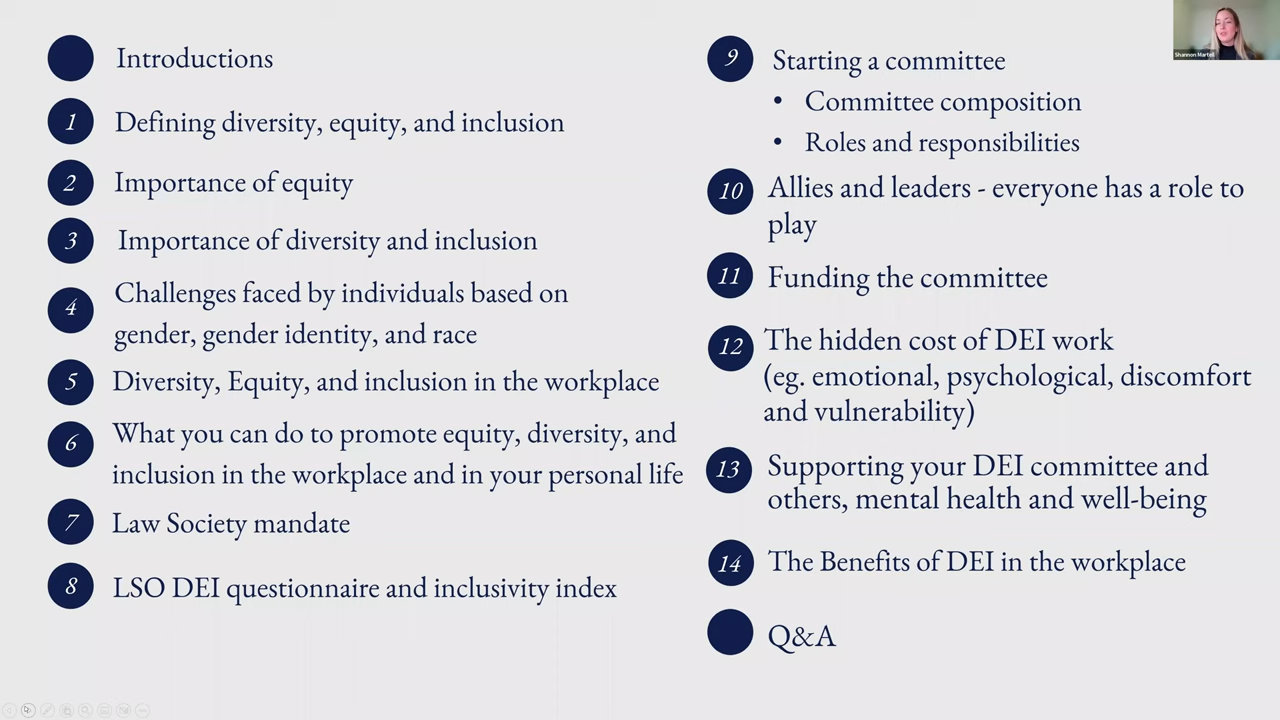 Introductions
1 Defining diversity, equity, and inclusion
2 Importance of equity
3 Importance of diversity and inclusion
4 Challenges faced by individuals based on
gender, gender identity, and race
5 Diversity, Equity, and inclusion in the workplace
6 What you can do to promote equity, diversity, and
inclusion in the workplace and in your personal life
7 Law Society mandate
8 LSO DEI questionnaire and inclusivity index
9 Starting a committee
• Committee composition
• Roles and responsibilities
10 Allies and leaders - everyone has a role to
play
11 Funding the committee
12 The hidden cost of DEI work
(eg. emotional, psychological, discomfort
and vulnerability)
13 Supporting your DEI committee and
others, mental health and well-being
14 The Benefits of DEI in the workplace
Q&A
Shannon Martell